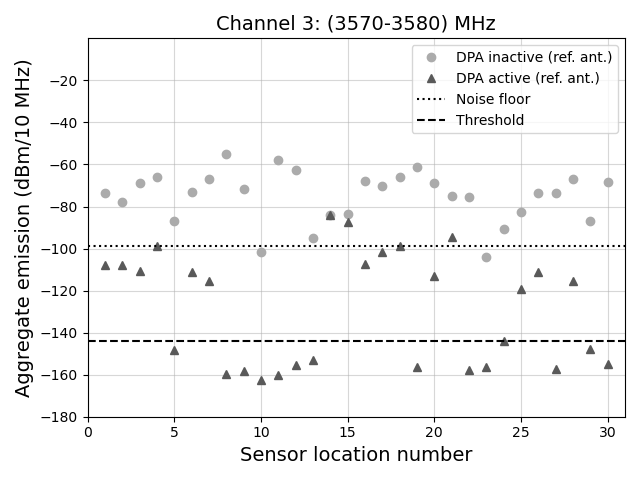 Channel 3: (3570-3580) MHz
DPA inactive (ref. ant.)
DPA active (ref. ant.)
Noise floor
Threshold
Aggregate emission (dBm/10 MHz)
−20
−40
−60
−80
−100
−120
−140
−160
−180
0 5 10 15 20 25 30
Sensor location number